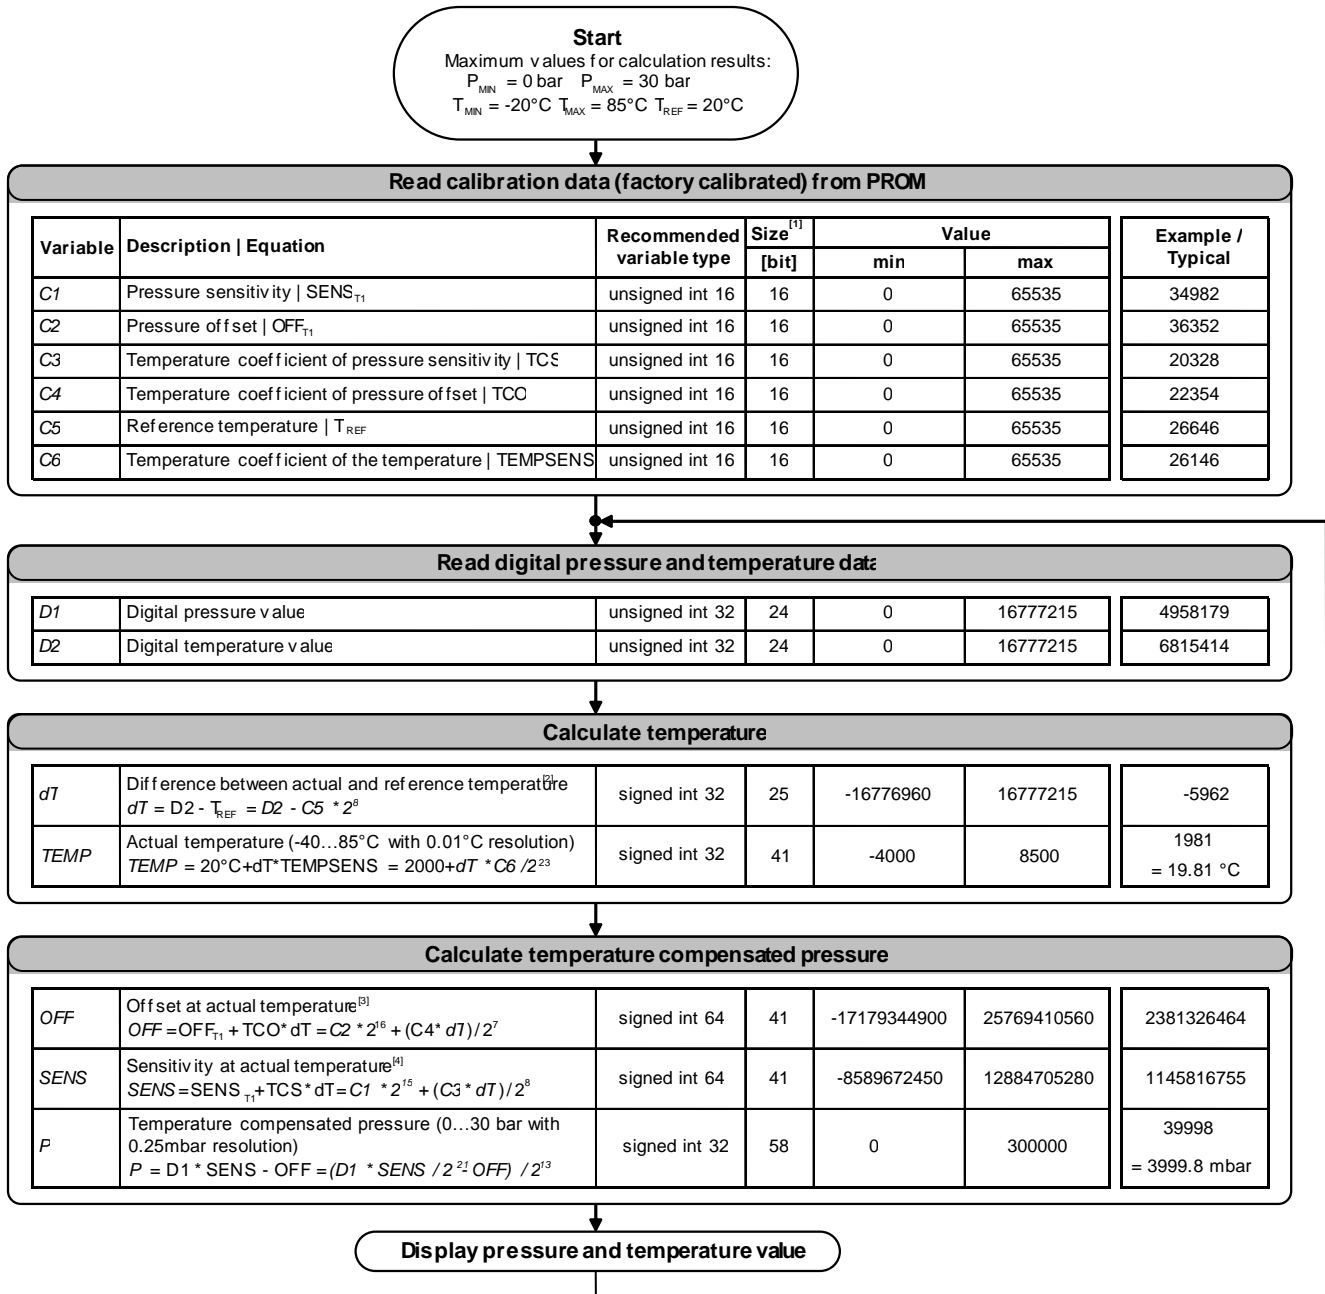 Start
Maximum values for calculation results:
P_MIN = 0 bar P_MAX = 30 bar
T_MIN = -20°C T_MAX = 85°C T_REF = 20°C
Read calibration data (factory calibrated) from PROM
Variable Description | Equation Recommended variable type Size[1] [bit] Value min max Example / Typical
C1 Pressure sensitivity | SENS_T1 unsigned int 16 16 0 65535 34982
C2 Pressure offset | OFF_T1 unsigned int 16 16 0 65535 36352
C3 Temperature coefficient of pressure sensitivity | TCS unsigned int 16 16 0 65535 20328
C4 Temperature coefficient of pressure offset | TCO unsigned int 16 16 0 65535 22354
C5 Reference temperature | T_REF unsigned int 16 16 0 65535 26646
C6 Temperature coefficient of the temperature | TEMPSENS unsigned int 16 16 0 65535 26146
Read digital pressure and temperature data
D1 Digital pressure value unsigned int 32 24 0 16777215 4958179
D2 Digital temperature value unsigned int 32 24 0 16777215 6815414
Calculate temperature
dT Difference between actual and reference temperature[2]
dT = D2 - T_REF = D2 - C5 * 2^8 signed int 32 25 -16776960 16777215 -5962
TEMP Actual temperature (-40…85°C with 0.01°C resolution)
TEMP = 20°C+dT*TEMPSENS = 2000+dT *C6 /2^23 signed int 32 41 -4000 8500 1981
= 19.81 °C
Calculate temperature compensated pressure
OFF Offset at actual temperature[3]
OFF = OFF_T1 + TCO* dT = C2 * 2^16 + (C4* dT)/ 2^7 signed int 64 41 -17179344900 25769410560 2381326464
SENS Sensitivity at actual temperature[4]
SENS = SENS_T1 + TCS* dT = C1 * 2^15 + (C3* dT)/ 2^8 signed int 64 41 -8589672450 12884705280 1145816755
P Temperature compensated pressure (0…30 bar with
0.25mbar resolution)
P = D1 * SENS - OFF = (D1 * SENS / 2^21 - OFF) / 2^13 signed int 32 58 0 300000 39998
= 3999.8 mbar
Display pressure and temperature value